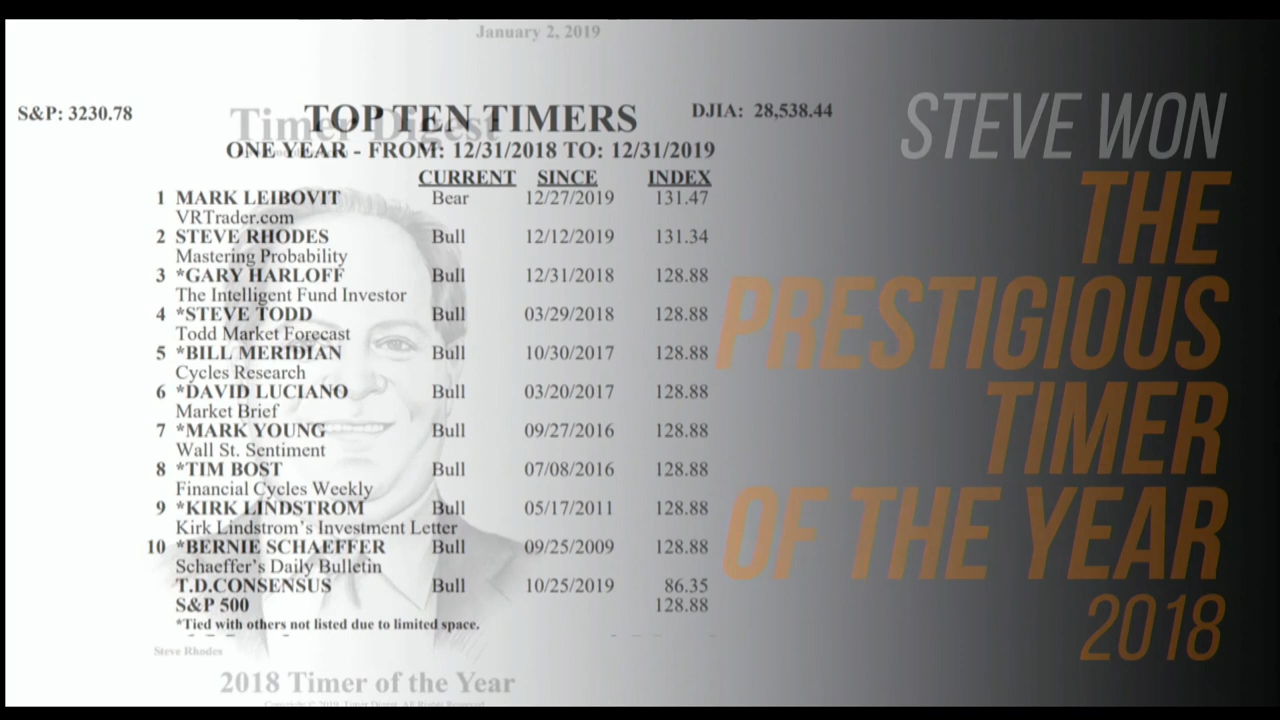 January 2, 2019
S&P: 3230.78
Timer Digest
TOP TEN TIMERS
DJIA: 28,538.44
ONE YEAR - FROM: 12/31/2018 TO: 12/31/2019
CURRENT SINCE INDEX
1 MARK LEIBOVIT Bear 12/27/2019 131.47
VRTrader.com
2 STEVE RHODES Bull 12/12/2019 131.34
Mastering Probability
3 *GARY HARLOFF Bull 12/31/2018 128.88
The Intelligent Fund Investor
4 *STEVE TODD Bull 03/29/2018 128.88
Todd Market Forecast
5 *BILL MERIDIAN Bull 10/30/2017 128.88
Cycles Research
6 *DAVID LUCIANO Bull 03/20/2017 128.88
Market Brief
7 *MARK YOUNG Bull 09/27/2016 128.88
Wall St. Sentiment
8 *TIM BOST Bull 07/08/2016 128.88
Financial Cycles Weekly
9 *KIRK LINDSTROM Bull 05/17/2011 128.88
Kirk Lindstrom's Investment Letter
10 *BERNIE SCHAEFFER Bull 09/25/2009 128.88
Schaeffer's Daily Bulletin
T.D.CONSENSUS Bull 10/25/2019 86.35
S&P 500 128.88
*Tied with others not listed due to limited space.
Steve Rhodes
2018 Timer of the Year
STEVE WON
THE
PRESTIGIOUS
TIMER
OF THE YEAR
2018